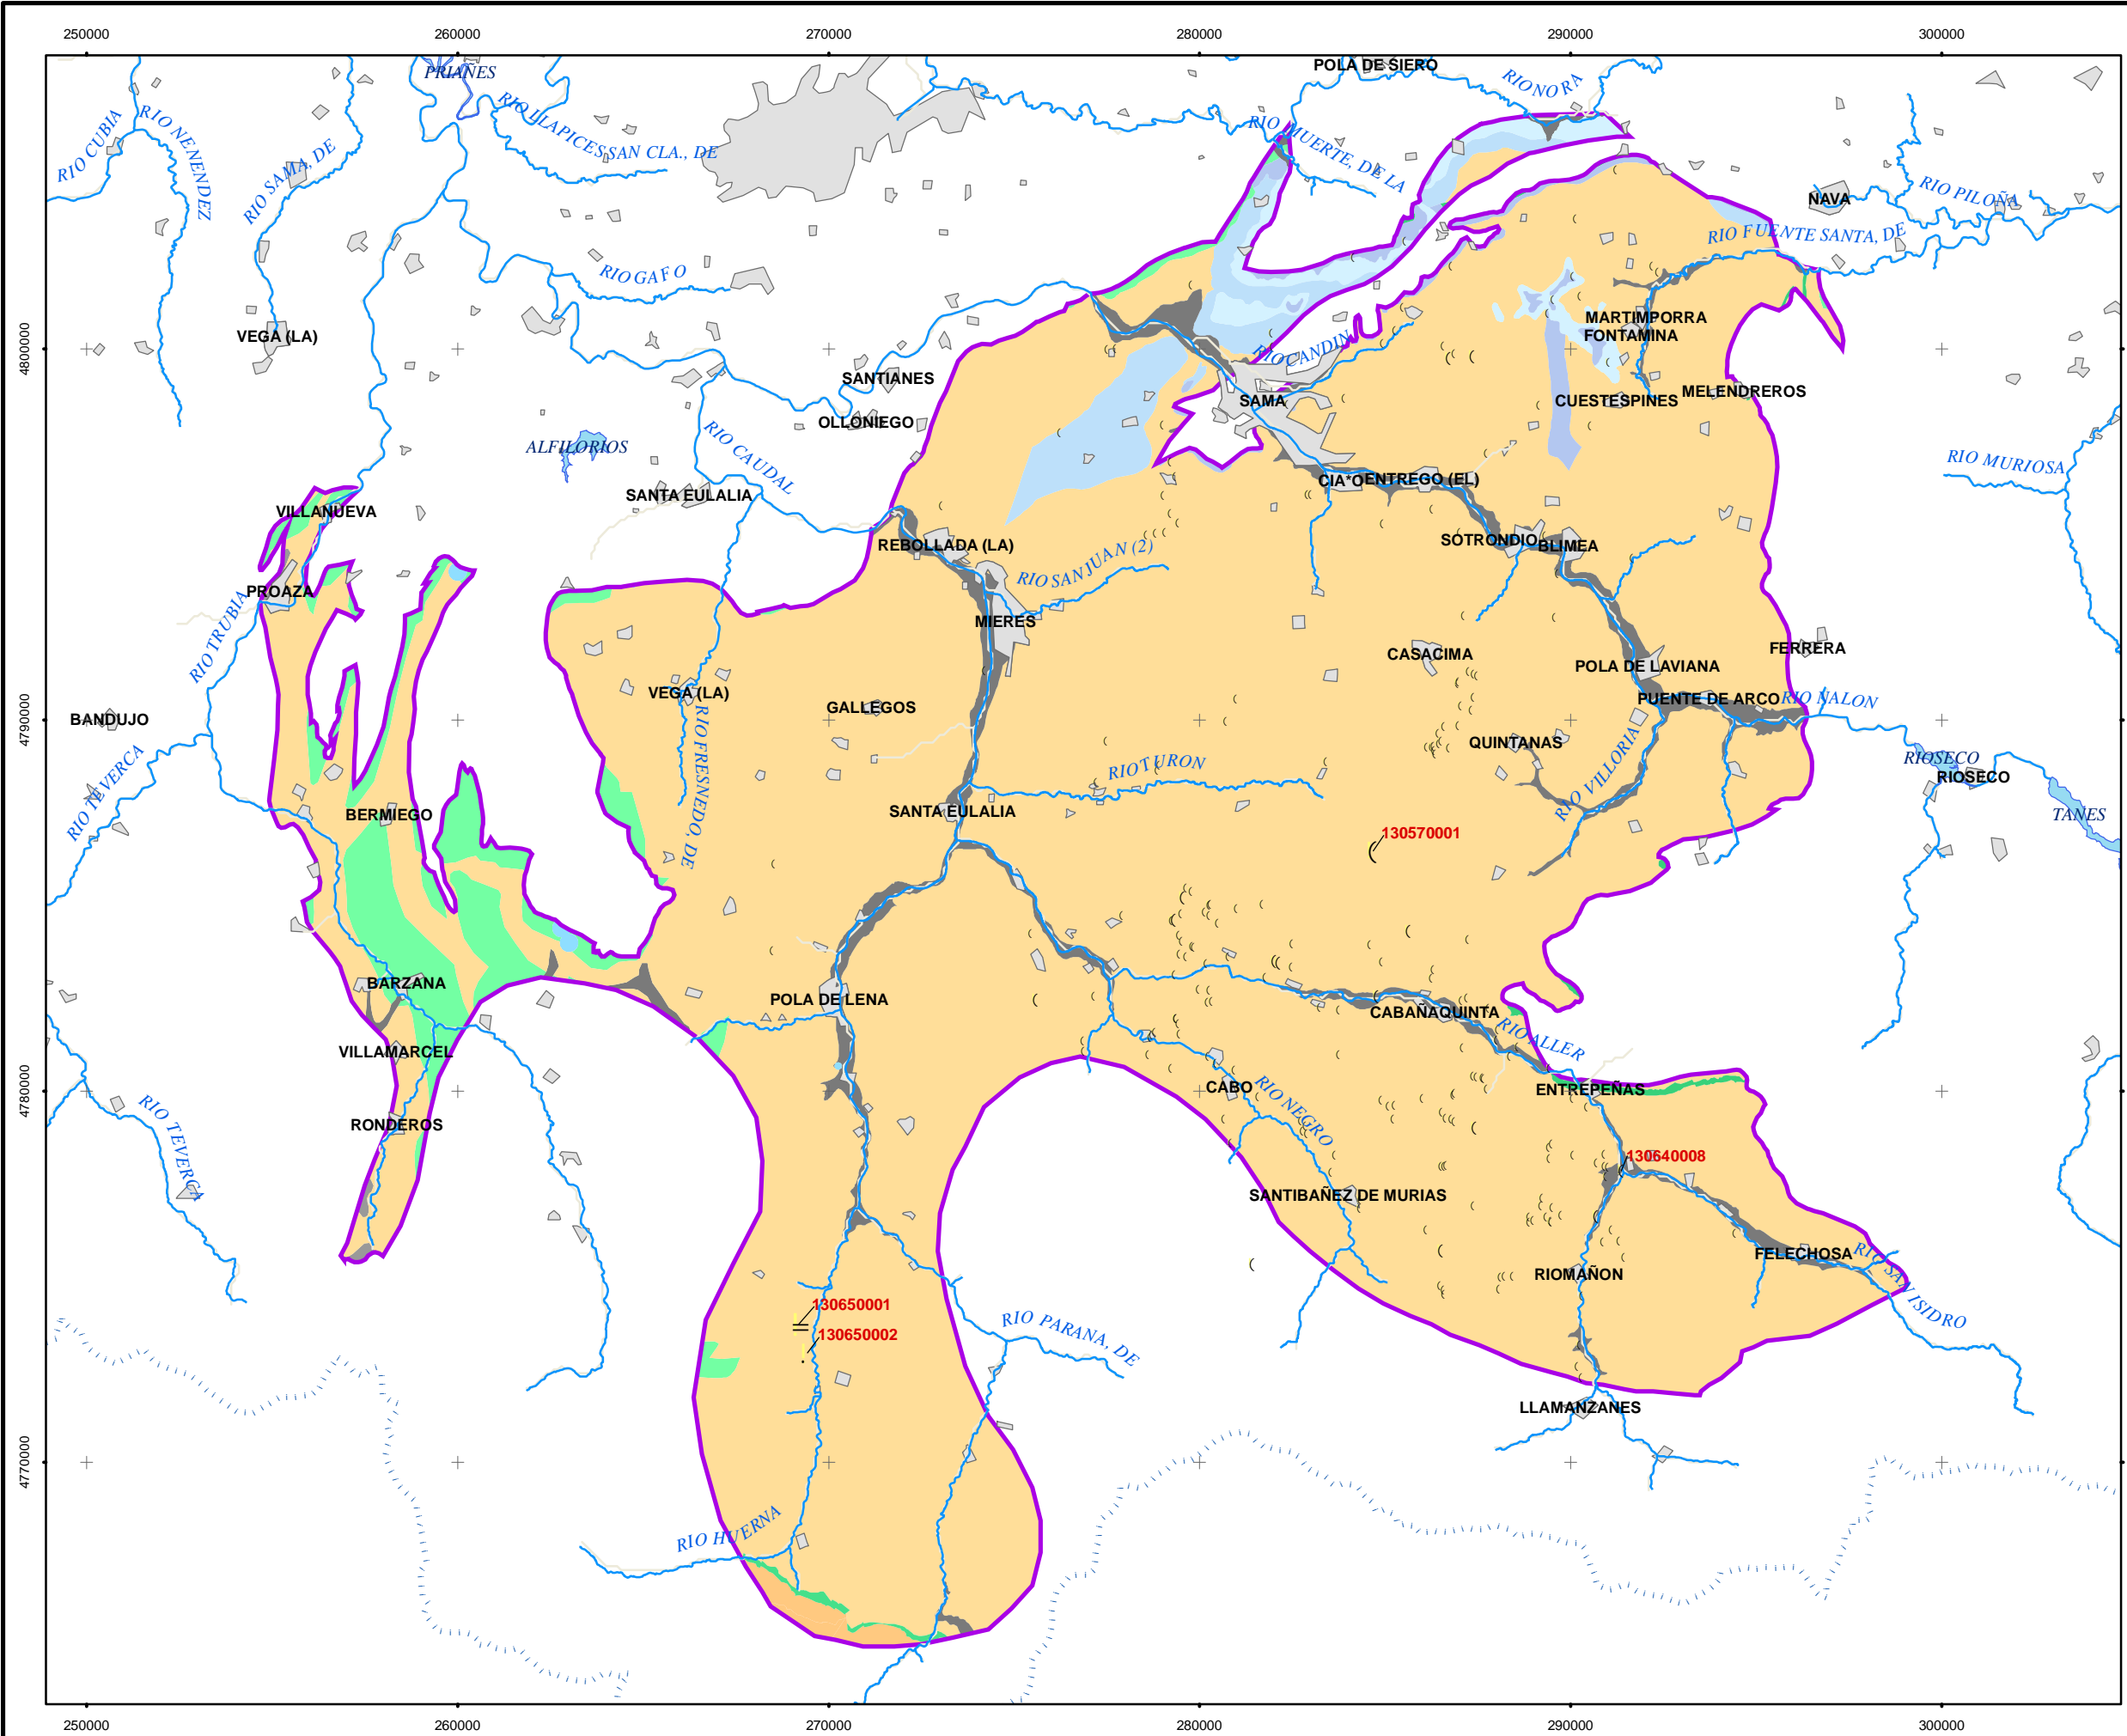 250000 260000 270000 280000 290000 300000
POLA DE SIERO
PRIAÑES
RIO NORA
RIO CUBIA
RIO NENENDEZ
RIO LLAPICES
SAN CLA., DE
RIO MUERTE, DE LA
RIO SAMA, DE
NAVA
RIO PILOÑA
RIO FUENTE SANTA, DE
RIO GAFO
MARTIMPORRA
VEGA (LA)
FONTAMINA
4800000
RIO CANDIN
SANTIANES
MELENDREROS
SAMA
CUESTESPINES
OLLONIEGO
ALFILORIOS
RIO CAUDAL
RIO MURIOSA
CIA*O
ENTREGO (EL)
SANTA EULALIA
VILLANUEVA
SOTRONDIO
BLIMEA
REBOLLADA (LA)
RIO SAN JUAN (2)
PROAZA
MIERES
RIO TRUBIA
FERRERA
CASACIMA
POLA DE LAVIANA
VEGA (LA)
PUENTE DE ARCO
RIO NALON
GALLEGOS
4790000
BANDUJO
QUINTANAS
RIO FRESNEDO, DE
RIO VILLORIA
RIOSECO
RIO TEVERCA
RIO TURON
RIOSECO
SANTA EULALIA
BERMIEGO
TANES
130570001
BARZANA
POLA DE LENA
CABAÑAQUINTA
RIO ALLER
VILLAMARCEL
4780000
CABO
ENTREPEÑAS
RIO NEGRO
RIO TEVERCA
RONDEROS
130640008
SANTIBAÑEZ DE MURIAS
FELECHOSA
RIO SAN ISIDRO
RIOMAÑON
130650001
130650002
RIO PARANA, DE
LLAMANZANES
4770000
RIO HUERNA
250000 260000 270000 280000 290000 300000